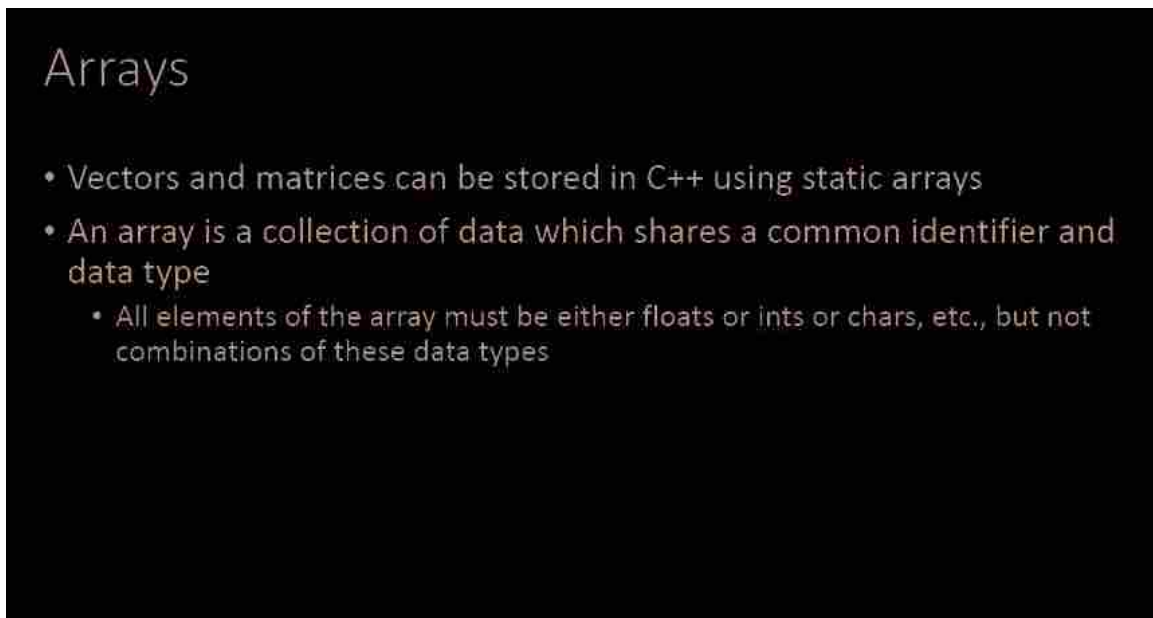 Arrays
• Vectors and matrices can be stored in C++ using static arrays
• An array is a collection of data which shares a common identifier and
data type
• All elements of the array must be either floats or ints or chars, etc., but not
combinations of these data types